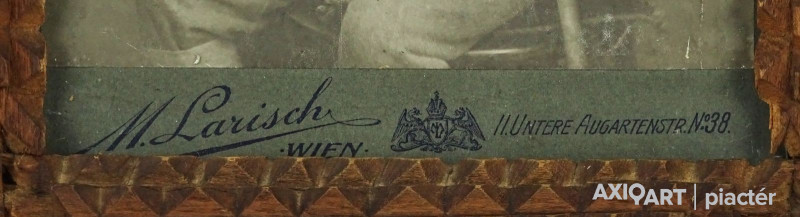 M. Larisch
·WIEN·
II. UNTERE AUGARTENSTR. No. 38.
AXIOART | piactér